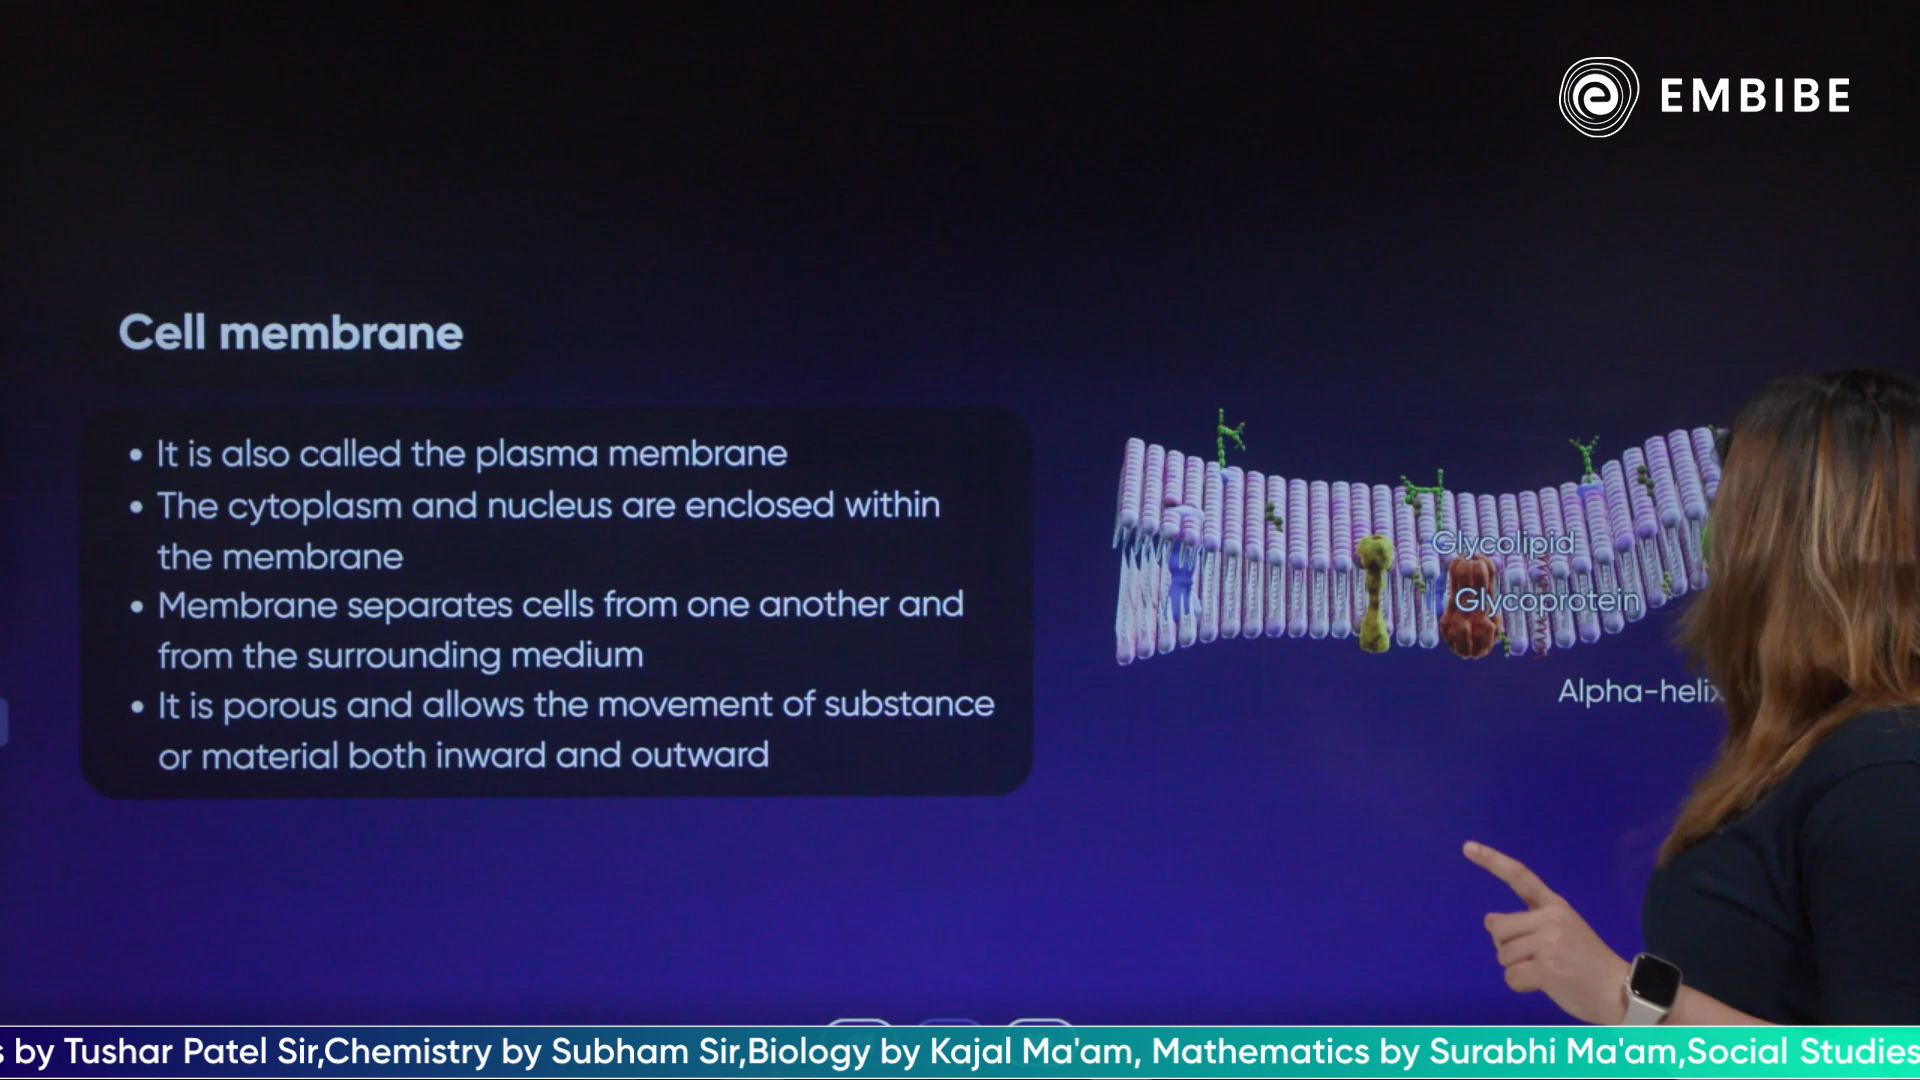 EMBIBE
Cell membrane
• It is also called the plasma membrane
• The cytoplasm and nucleus are enclosed within
the membrane
• Membrane separates cells from one another and
from the surrounding medium
• It is porous and allows the movement of substance
or material both inward and outward
Glycolipid
Glycoprotein
Alpha-helix
by Tushar Patel Sir,Chemistry by Subham Sir,Biology by Kajal Ma'am, Mathematics by Surabhi Ma'am,Social Studies